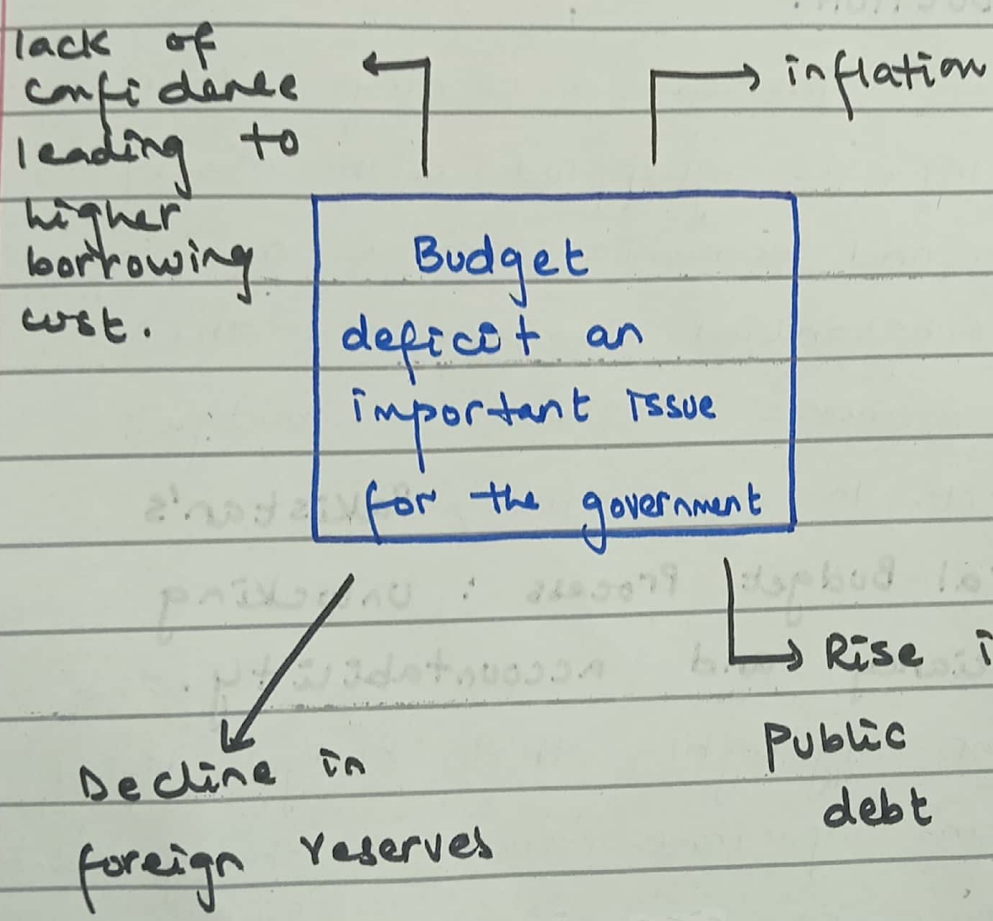 lack of
confidence
leading to
higher
borrowing
cost.
inflation
Budget
deficit an
important issue
for the government
Decline in
foreign reserves
Rise i
Public
debt